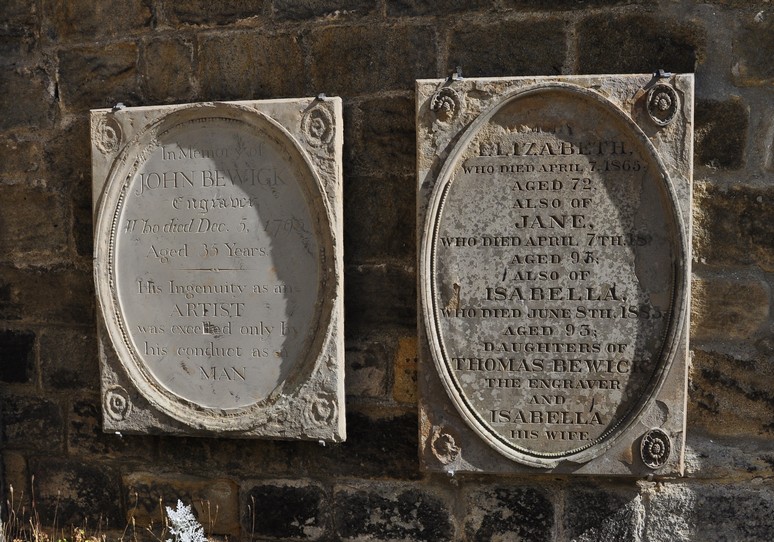 In Memory of
JOHN BEWICK
Engraver
Who died Dec. 5.
Aged 35 Years.
His Ingenuity as an
ARTIST
was excelled only by
his conduct as a
MAN
ELIZABETH,
WHO DIED APRIL 7, 1865,
AGED 72,
ALSO OF
JANE,
WHO DIED APRIL 7TH, 18
AGED 93;
ALSO OF
ISABELLA,
WHO DIED JUNE 8TH, 1883,
AGED 93;
DAUGHTERS OF
THOMAS BEWICK
THE ENGRAVER
AND
ISABELLA
HIS WIFE